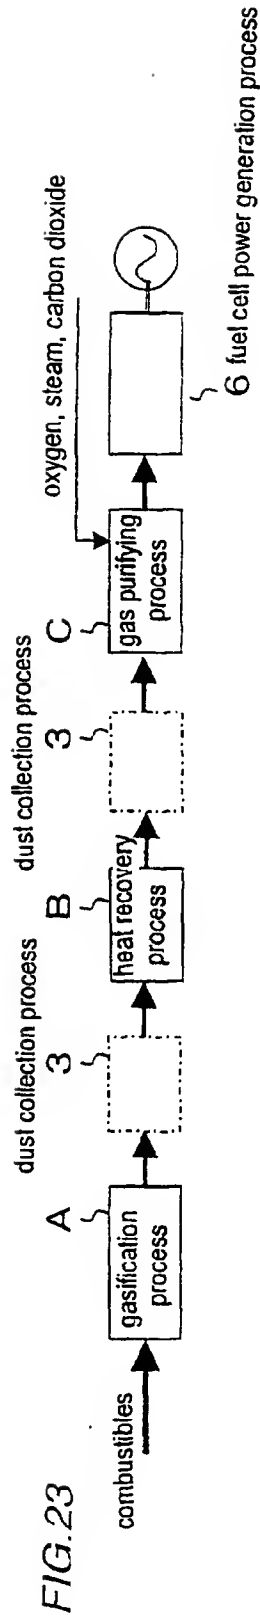 FIG.23
combustibles
A
gasification
process
dust collection process
3
B
heat recovery
process
dust collection process
3
C
gas purifying
process
oxygen, steam, carbon dioxide
6 fuel cell power generation process